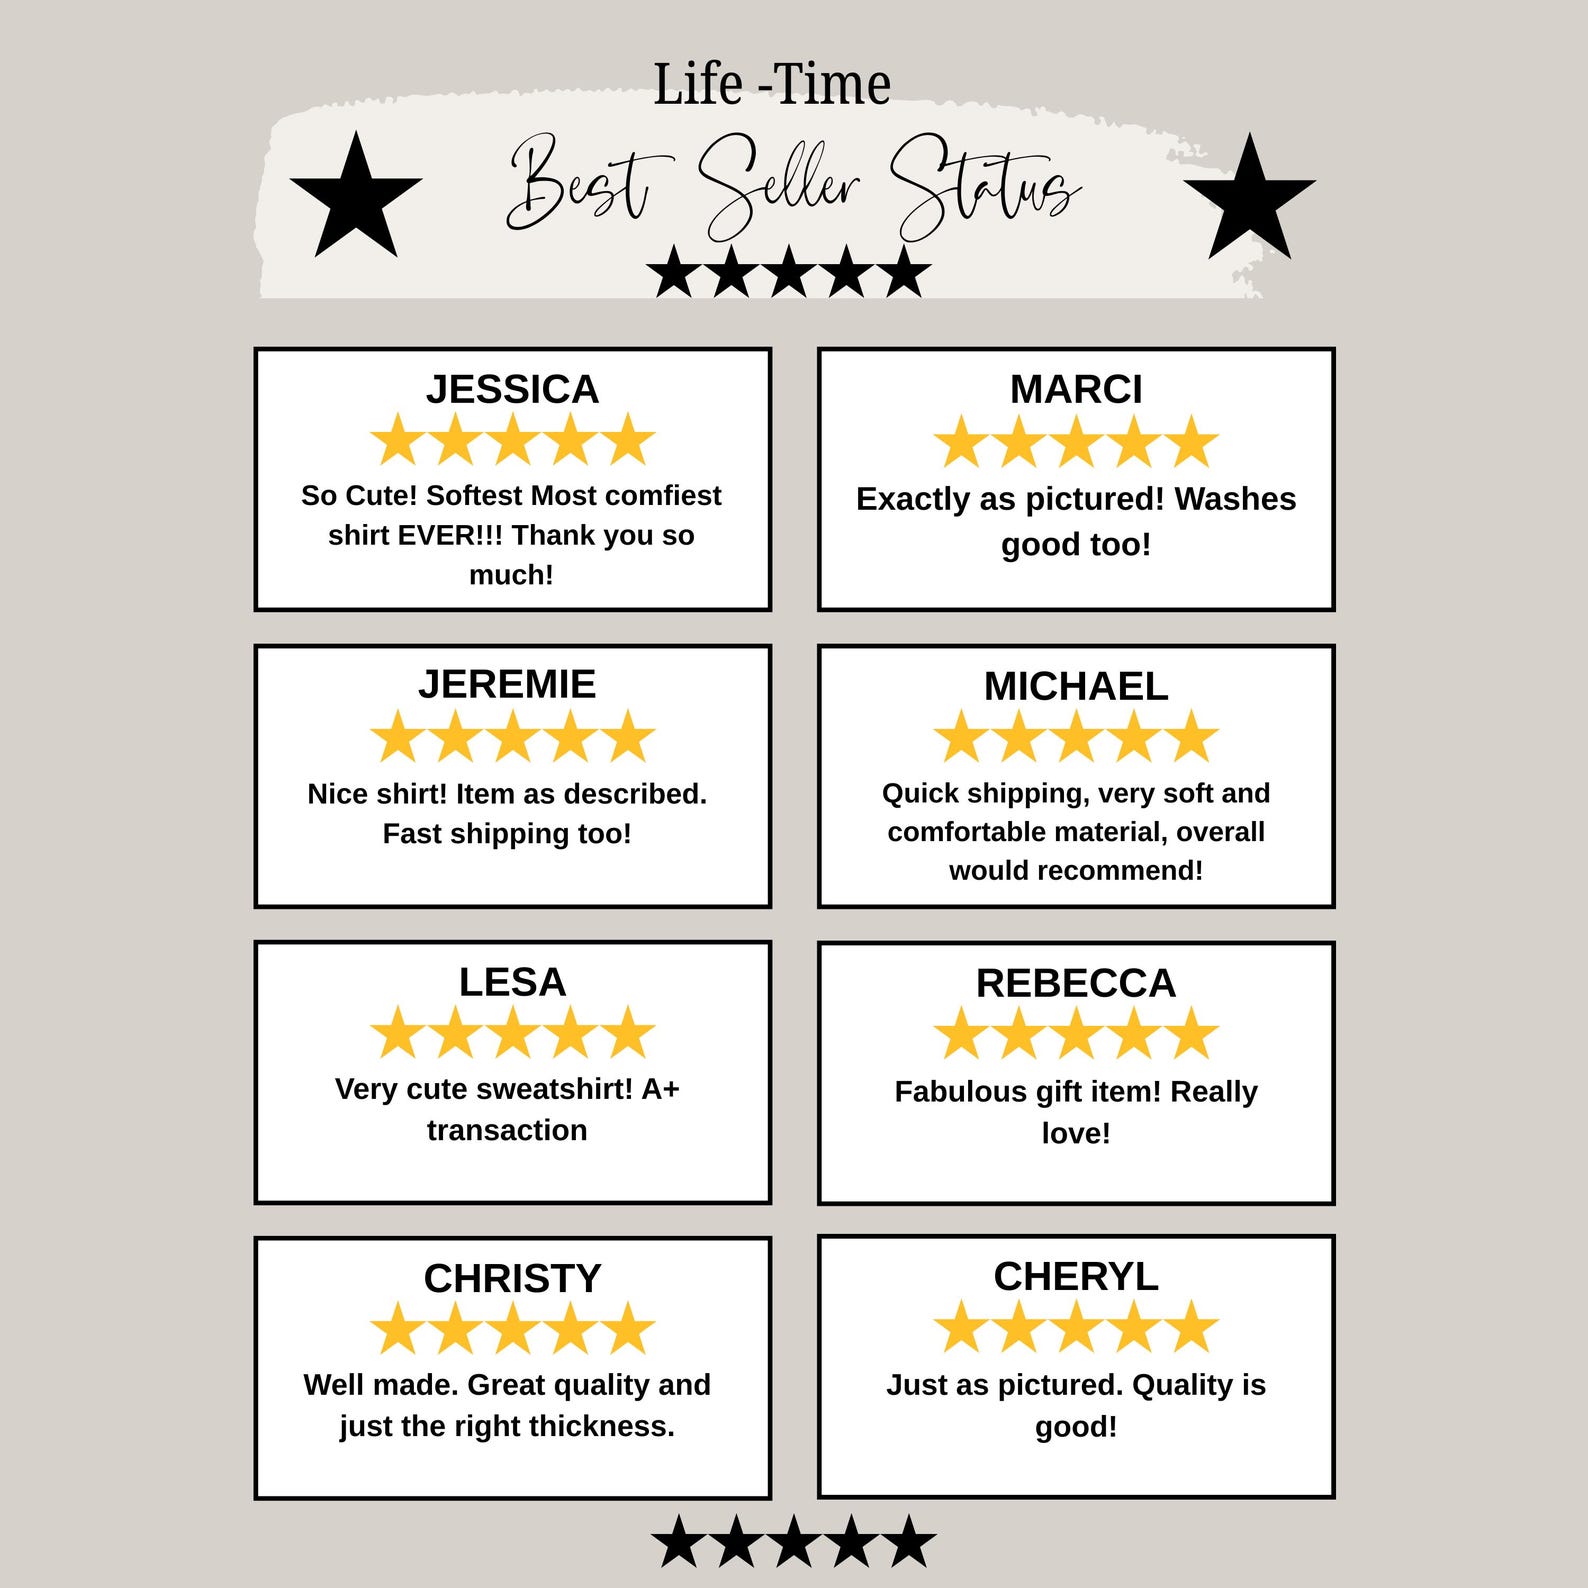 Life -Time
Best Seller Status
JESSICA
So Cute! Softest Most comfiest
shirt EVER!!! Thank you so
much!
MARCI
Exactly as pictured! Washes
good too!
JEREMIE
Nice shirt! Item as described.
Fast shipping too!
MICHAEL
Quick shipping, very soft and
comfortable material, overall
would recommend!
LESA
Very cute sweatshirt! A+
transaction
REBECCA
Fabulous gift item! Really
love!
CHRISTY
Well made. Great quality and
just the right thickness.
CHERYL
Just as pictured. Quality is
good!